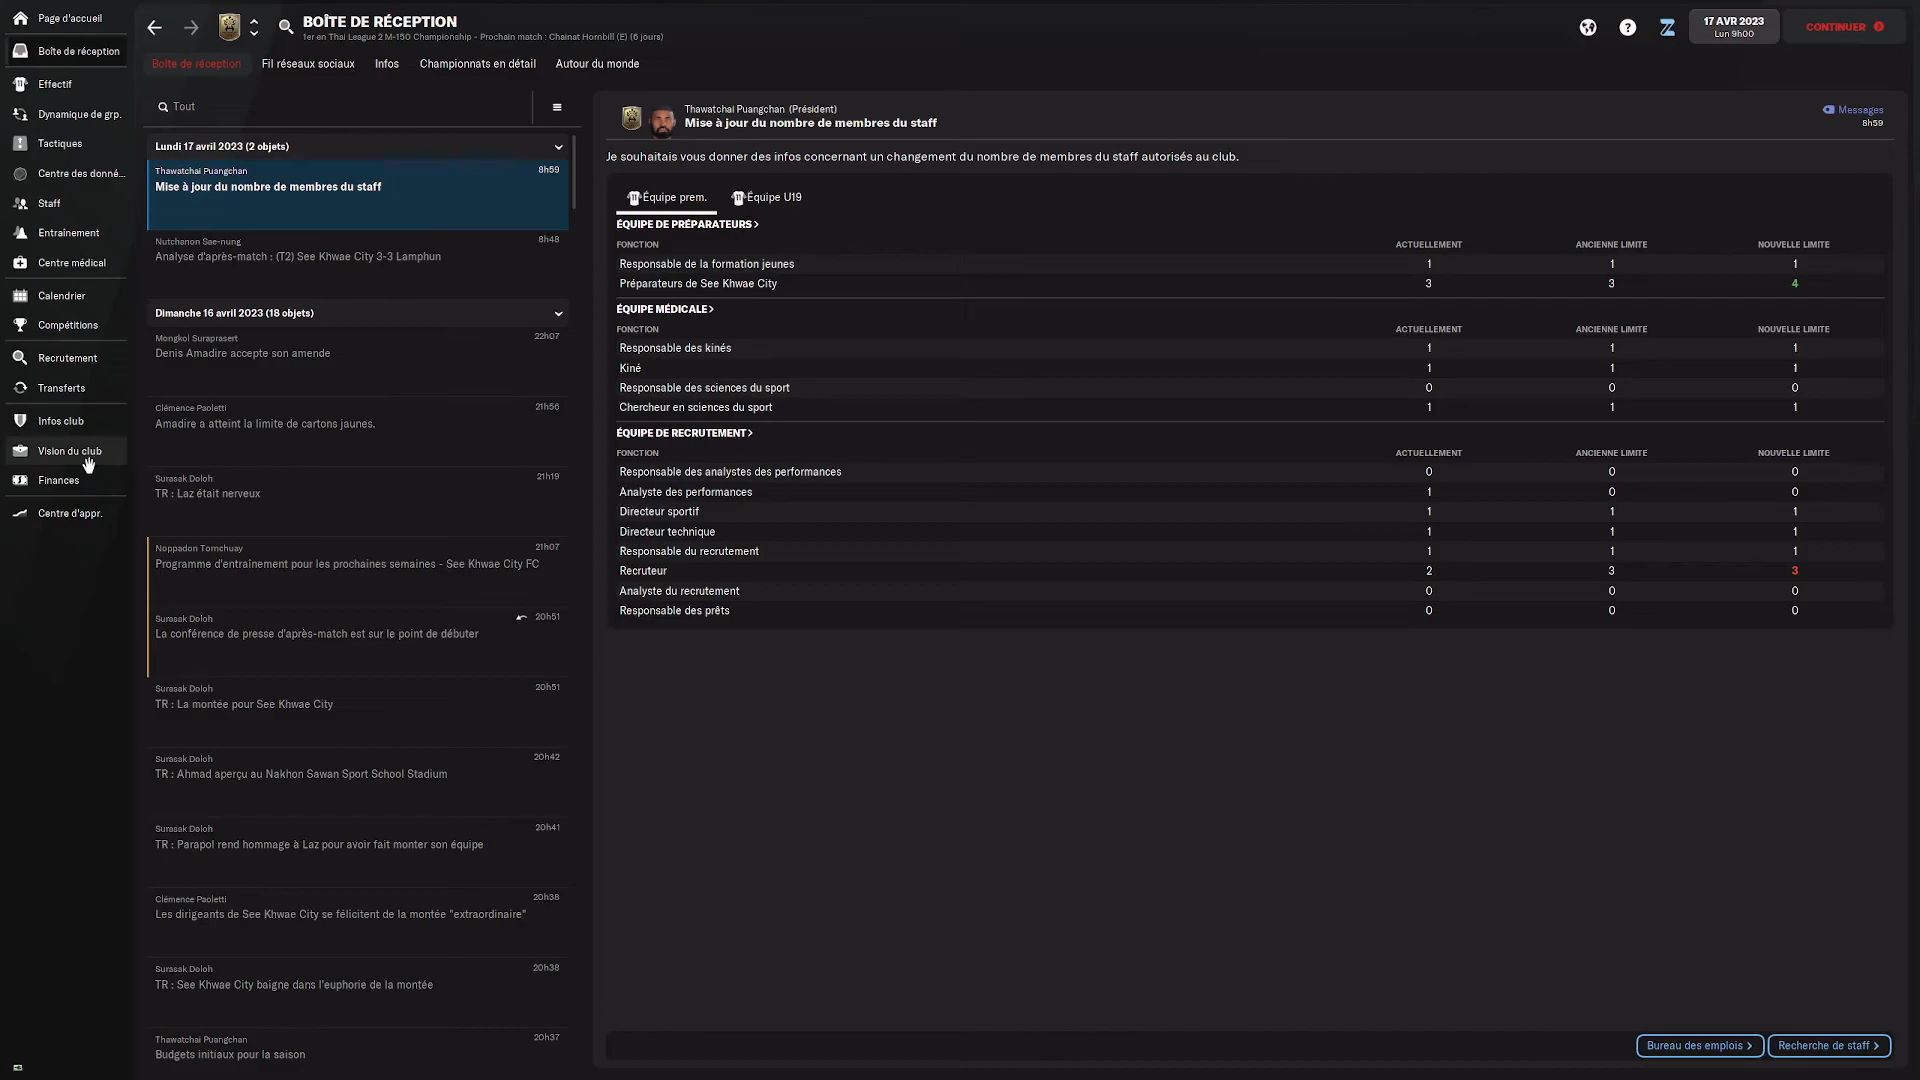 Page d'accueil
Boîte de réception
Effectif
Dynamique de grp.
Tactiques
Centre des donné...
Staff
Entraînement
Centre médical
Calendrier
Compétitions
Recrutement
Transferts
Infos club
Vision du club
Finances
Centre d'appr.
BOÎTE DE RÉCEPTION
1er en Thai League 2 M-150 Championship - Prochain match : Chainat Hornbill (E) (6 jours)
17 AVR 2023
Lun 9h00
CONTINUER
Boîte de réception Fil réseaux sociaux Infos Championnats en détail Autour du monde
Tout
Lundi 17 avril 2023 (2 objets)
Thawatchai Puangchan 8h59
Mise à jour du nombre de membres du staff
Nutchanon Sae-nung 8h48
Analyse d'après-match : (T2) See Khwae City 3-3 Lamphun
Dimanche 16 avril 2023 (18 objets)
Mongkol Suraprasert 22h07
Denis Amadire accepte son amende
Clémence Paoletti 21h56
Amadire a atteint la limite de cartons jaunes.
Surasak Doloh 21h19
TR : Laz était nerveux
Noppadon Tomchuay 21h07
Programme d'entraînement pour les prochaines semaines - See Khwae City FC
Surasak Doloh 20h51
La conférence de presse d'après-match est sur le point de débuter
Surasak Doloh 20h51
TR : La montée pour See Khwae City
Surasak Doloh 20h42
TR : Ahmad aperçu au Nakhon Sawan Sport School Stadium
Surasak Doloh 20h41
TR : Parapol rend hommage à Laz pour avoir fait monter son équipe
Clémence Paoletti 20h38
Les dirigeants de See Khwae City se félicitent de la montée "extraordinaire"
Surasak Doloh 20h38
TR : See Khwae City baigne dans l'euphorie de la montée
Thawatchai Puangchan 20h37
Budgets initiaux pour la saison
Thawatchai Puangchan (Président)
Mise à jour du nombre de membres du staff
Messages
8h59
Je souhaitais vous donner des infos concernant un changement du nombre de membres du staff autorisés au club.
Équipe prem. Équipe U19
ÉQUIPE DE PRÉPARATEURS >
FONCTION ACTUELLEMENT ANCIENNE LIMITE NOUVELLE LIMITE
Responsable de la formation jeunes 1 1 1
Préparateurs de See Khwae City 3 3 4
ÉQUIPE MÉDICALE >
FONCTION ACTUELLEMENT ANCIENNE LIMITE NOUVELLE LIMITE
Responsable des kinés 1 1 1
Kiné 1 1 1
Responsable des sciences du sport 0 0 0
Chercheur en sciences du sport 1 1 1
ÉQUIPE DE RECRUTEMENT >
FONCTION ACTUELLEMENT ANCIENNE LIMITE NOUVELLE LIMITE
Responsable des analystes des performances 0 0 0
Analyste des performances 1 0 0
Directeur sportif 1 1 1
Directeur technique 1 1 1
Responsable du recrutement 1 1 1
Recruteur 2 3 3
Analyste du recrutement 0 0 0
Responsable des prêts 0 0 0
Bureau des emplois > Recherche de staff >